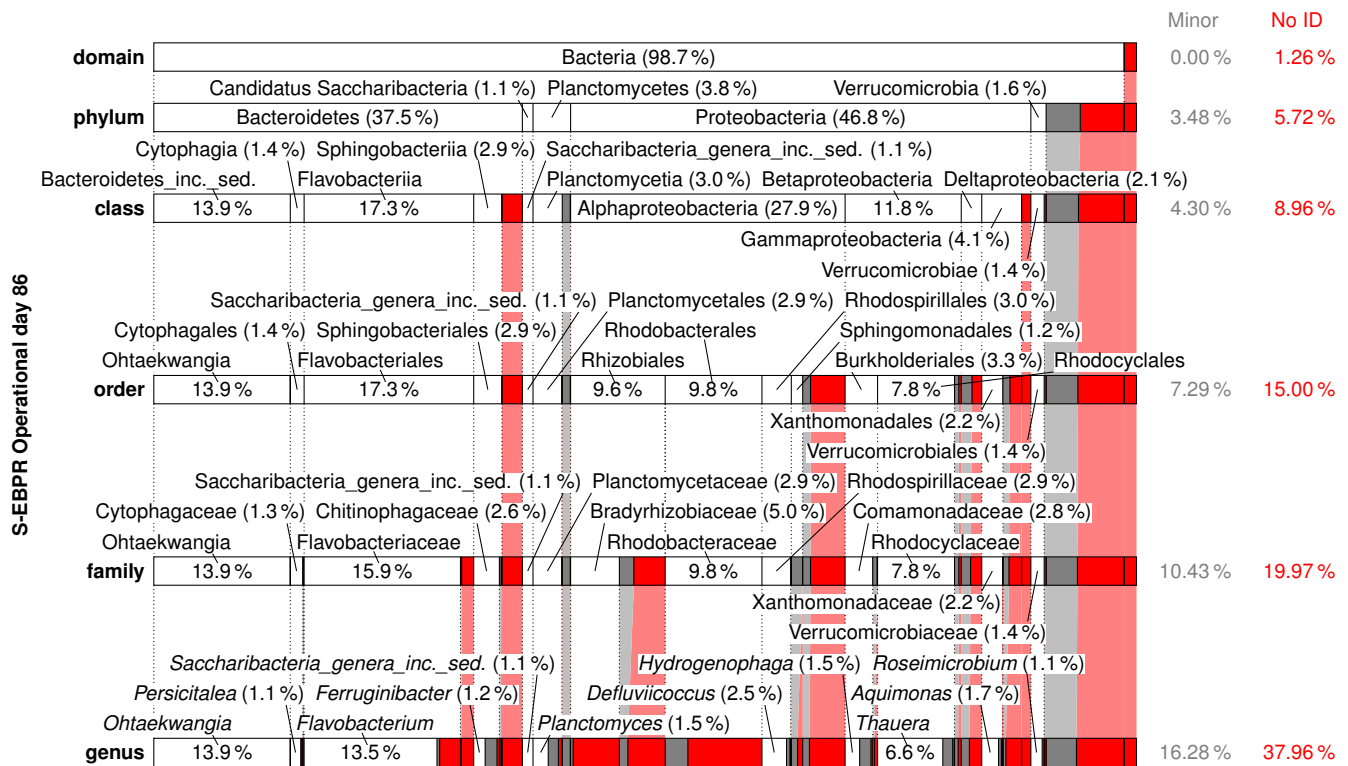 Minor No ID
domain Bacteria (98.7 %) 0.00 % 1.26 %
Candidatus Saccharibacteria (1.1 %) Planctomycetes (3.8 %) Verrucomicrobia (1.6 %)
phylum Bacteroidetes (37.5 %) Proteobacteria (46.8 %) 3.48 % 5.72 %
Cytophagia (1.4 %) Sphingobacteriia (2.9 %) Saccharibacteria_genera_inc._sed. (1.1 %)
Bacteroidetes_inc._sed. Flavobacteriia Planctomycetia (3.0 %) Betaproteobacteria Deltaproteobacteria (2.1 %)
class 13.9 % 17.3 % Alphaproteobacteria (27.9 %) 11.8 % 4.30 % 8.96 %
Gammaproteobacteria (4.1 %)
Verrucomicrobiae (1.4 %)
Saccharibacteria_genera_inc._sed. (1.1 %) Planctomycetales (2.9 %) Rhodospirillales (3.0 %)
Cytophagales (1.4 %) Sphingobacteriales (2.9 %) Rhodobacterales Sphingomonadales (1.2 %)
Ohtaekwangia Flavobacteriales Rhizobiales Burkholderiales (3.3 %) Rhodocyclales
order 13.9 % 17.3 % 9.6 % 9.8 % 7.8 % 7.29 % 15.00 %
Xanthomonadales (2.2 %)
Verrucomicrobiales (1.4 %)
Saccharibacteria_genera_inc._sed. (1.1 %) Planctomycetaceae (2.9 %) Rhodospirillaceae (2.9 %)
Cytophagaceae (1.3 %) Chitinophagaceae (2.6 %) Bradyrhizobiaceae (5.0 %) Comamonadaceae (2.8 %)
Ohtaekwangia Flavobacteriaceae Rhodobacteraceae Rhodocyclaceae
family 13.9 % 15.9 % 9.8 % 7.8 % 10.43 % 19.97 %
Xanthomonadaceae (2.2 %)
Verrucomicrobiaceae (1.4 %)
Saccharibacteria_genera_inc._sed. (1.1 %) Hydrogenophaga (1.5 %) Roseimicrobium (1.1 %)
Persicitalea (1.1 %) Ferruginibacter (1.2 %) Defluviicoccus (2.5 %) Aquimonas (1.7 %)
Ohtaekwangia Flavobacterium Planctomyces (1.5 %) Thauera
genus 13.9 % 13.5 % 6.6 % 16.28 % 37.96 %
S-EBPR Operational day 86